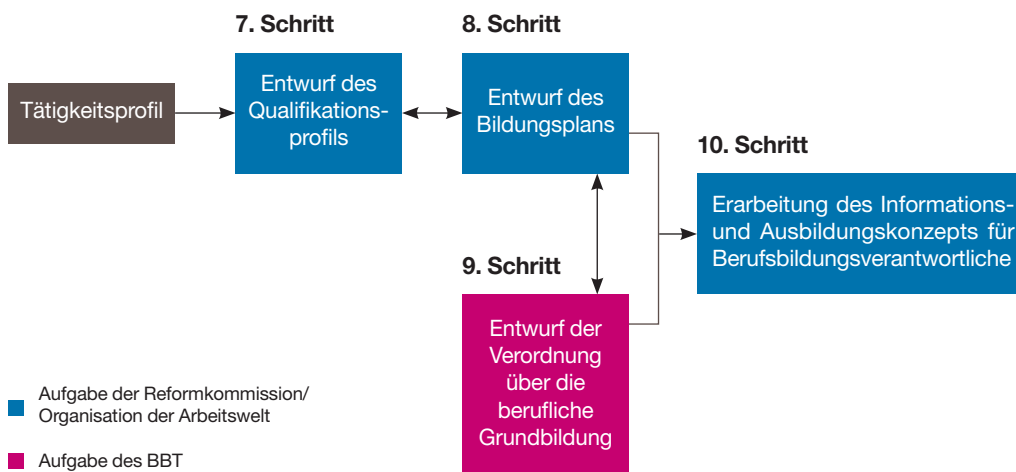 7. Schritt
8. Schritt
Tätigkeitsprofil
Entwurf des
Qualifikations-
profils
Entwurf des
Bildungsplans
10. Schritt
Erarbeitung des Informations-
und Ausbildungskonzepts für
Berufsbildungsverantwortliche
9. Schritt
Entwurf der
Verordnung
über die
berufliche
Grundbildung
Aufgabe der Reformkommission/
Organisation der Arbeitswelt
Aufgabe des BBT